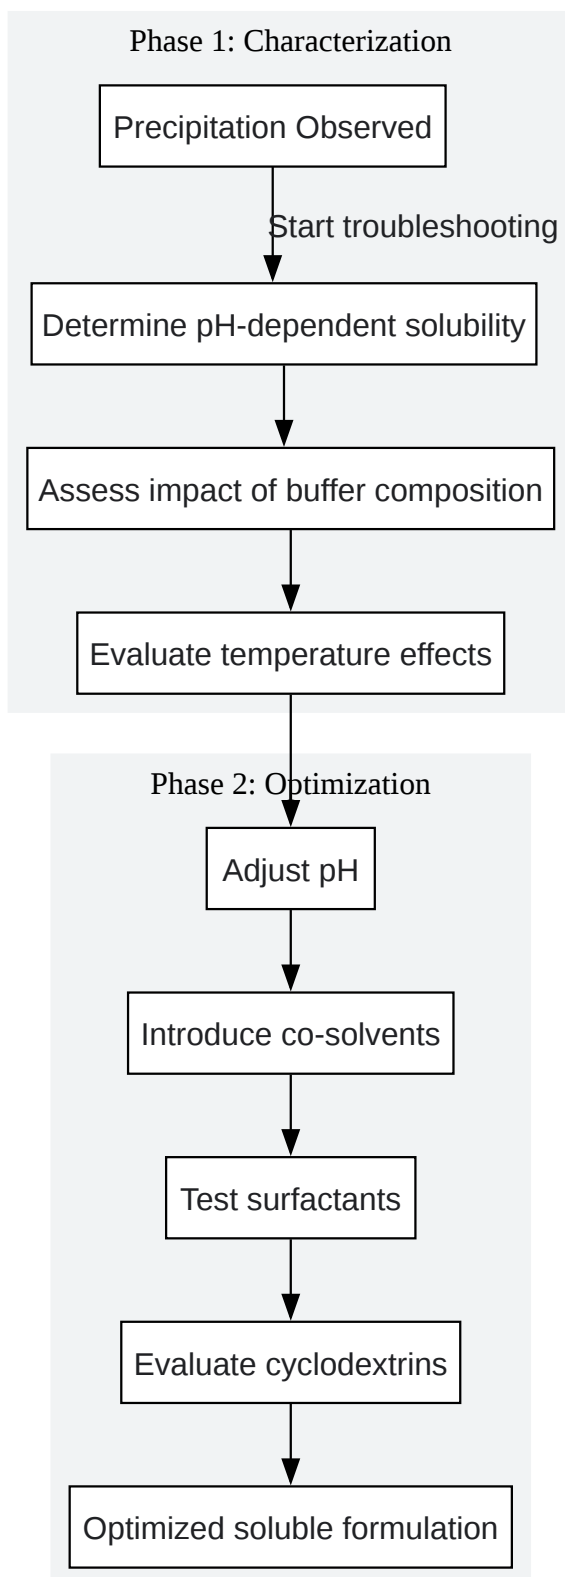 Phase 1: Characterization
Precipitation Observed
Start troubleshooting
Determine pH-dependent solubility
Assess impact of buffer composition
Evaluate temperature effects
Phase 2: Optimization
Adjust pH
Introduce co-solvents
Test surfactants
Evaluate cyclodextrins
Optimized soluble formulation